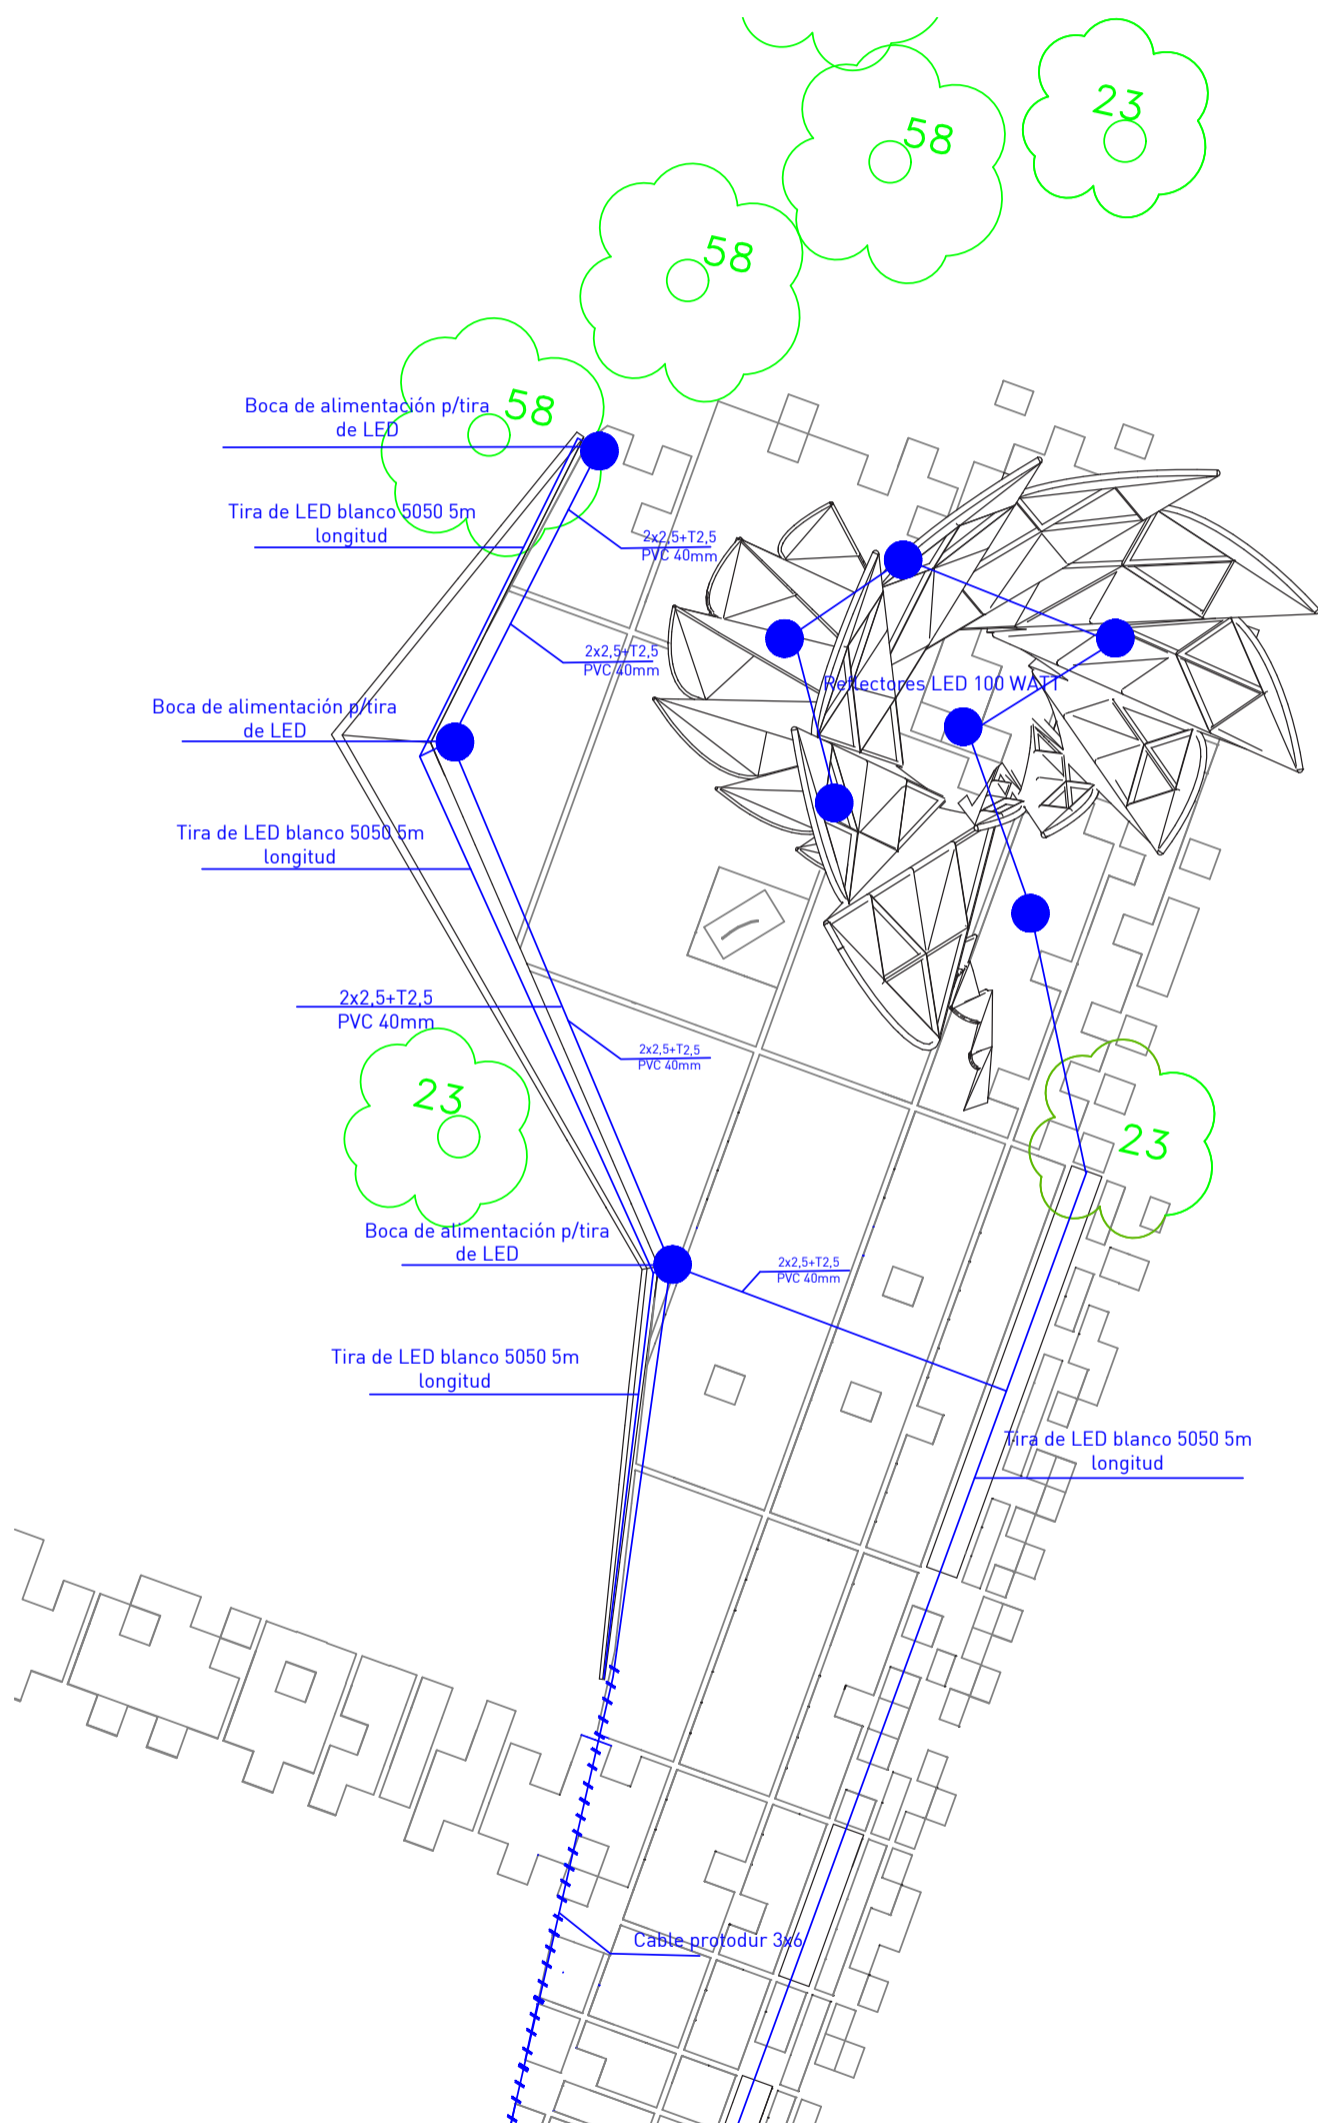 23
58
58
58
Boca de alimentación p/tira
de LED
Tira de LED blanco 5050 5m
longitud
2x2,5+T2,5
PVC 40mm
2x2,5+T2,5
PVC 40mm
Reflectores LED 100 WATT
Boca de alimentación p/tira
de LED
Tira de LED blanco 5050 5m
longitud
2x2,5+T2,5
PVC 40mm
2x2,5+T2,5
PVC 40mm
23
23
Boca de alimentación p/tira
de LED
2x2,5+T2,5
PVC 40mm
Tira de LED blanco 5050 5m
longitud
Tira de LED blanco 5050 5m
longitud
Cable protodur 3x6